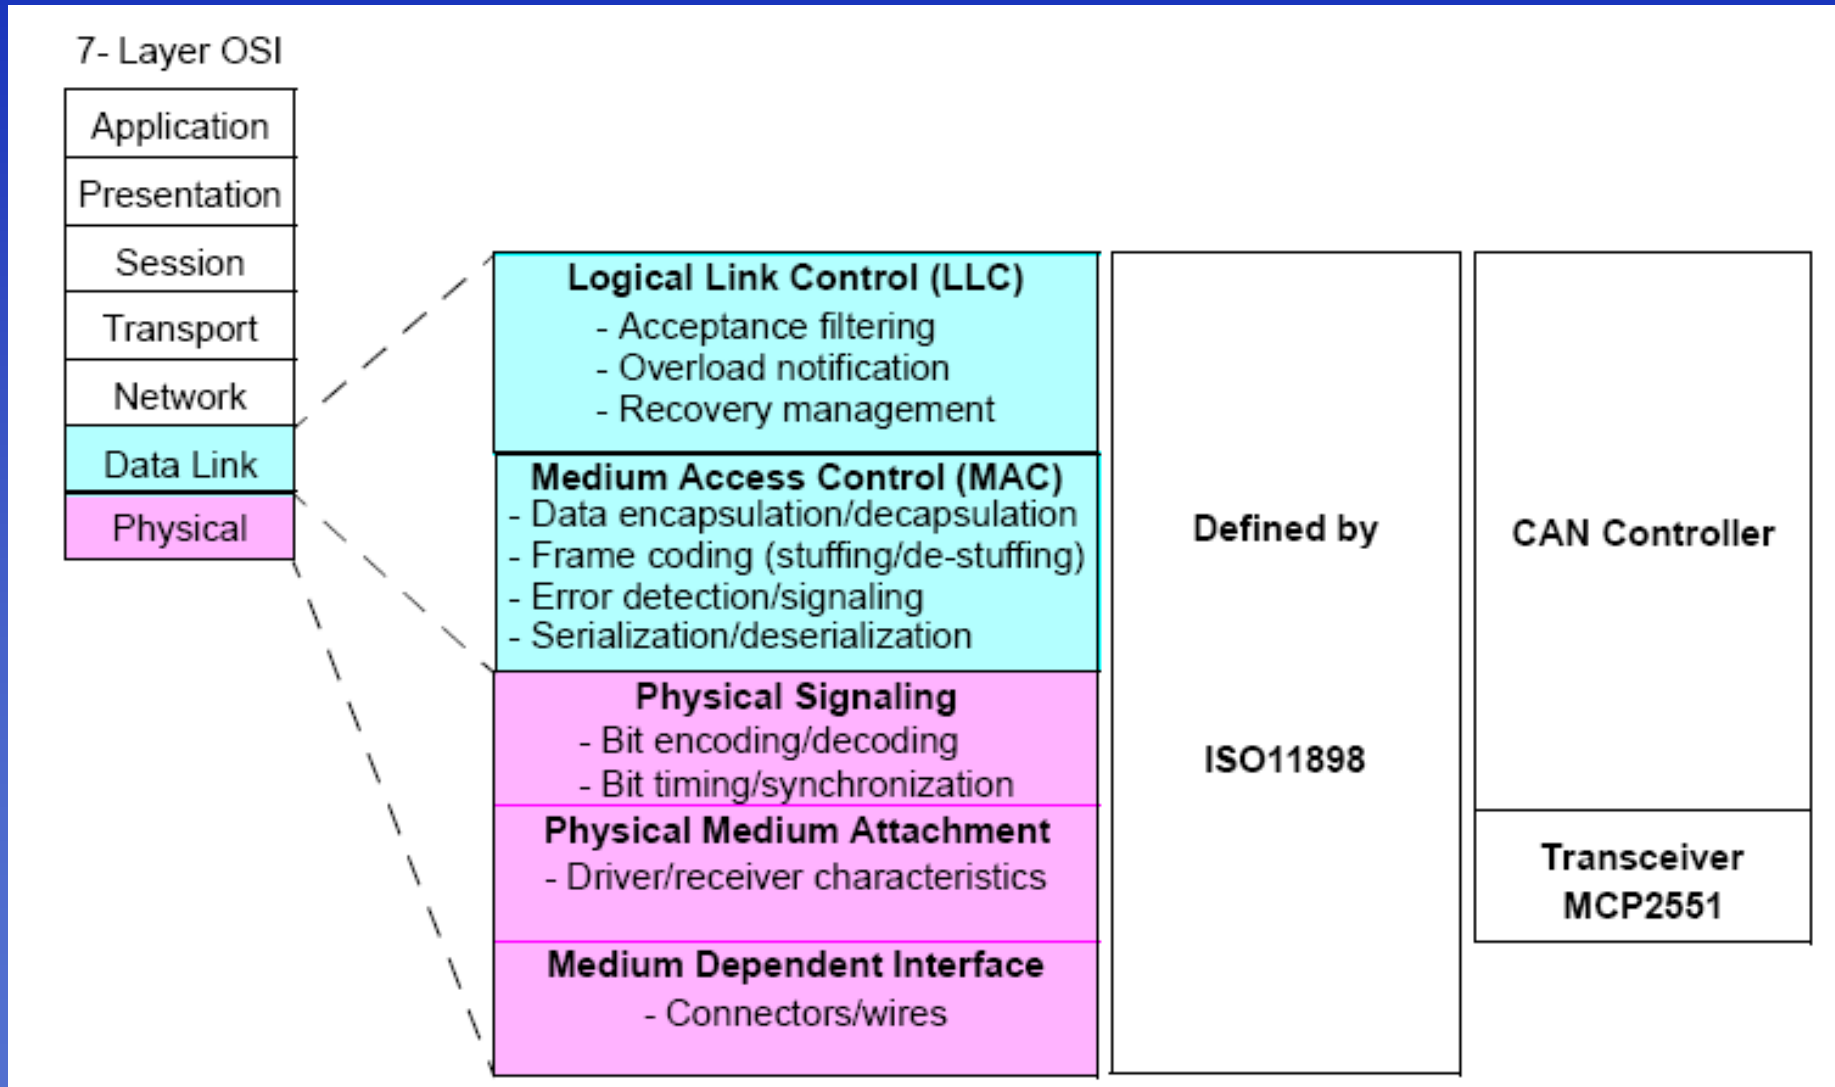 7- Layer OSI
Application
Presentation
Session
Transport
Network
Data Link
Physical
Logical Link Control (LLC)
- Acceptance filtering
- Overload notification
- Recovery management
Medium Access Control (MAC)
- Data encapsulation/decapsulation
- Frame coding (stuffing/de-stuffing)
- Error detection/signaling
- Serialization/deserialization
Physical Signaling
- Bit encoding/decoding
- Bit timing/synchronization
Physical Medium Attachment
- Driver/receiver characteristics
Medium Dependent Interface
- Connectors/wires
Defined by
ISO11898
CAN Controller
Transceiver
MCP2551